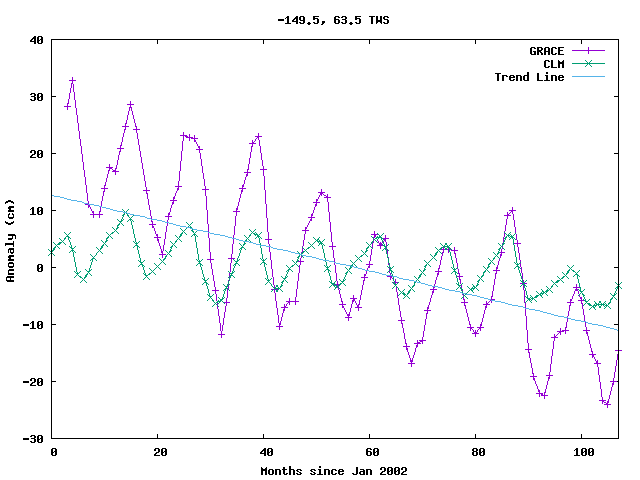 -149.5, 63.5 TWS
GRACE
CLM
Trend Line
40
30
20
10
0
-10
-20
-30
Anomaly (cm)
0 20 40 60 80 100
Months since Jan 2002